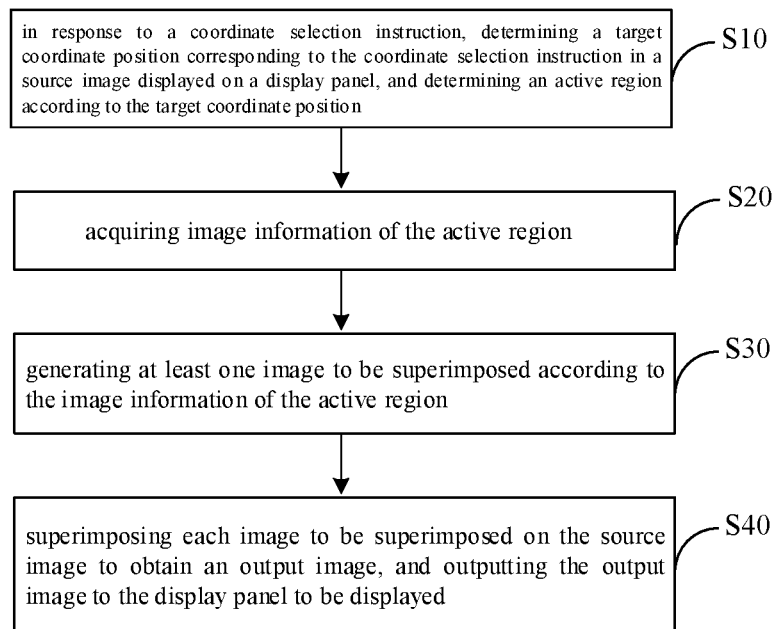 in response to a coordinate selection instruction, determining a target
coordinate position corresponding to the coordinate selection instruction in a
source image displayed on a display panel, and determining an active region
according to the target coordinate position
S10
acquiring image information of the active region
S20
generating at least one image to be superimposed according to
the image information of the active region
S30
superimposing each image to be superimposed on the source
image to obtain an output image, and outputting the output
image to the display panel to be displayed
S40